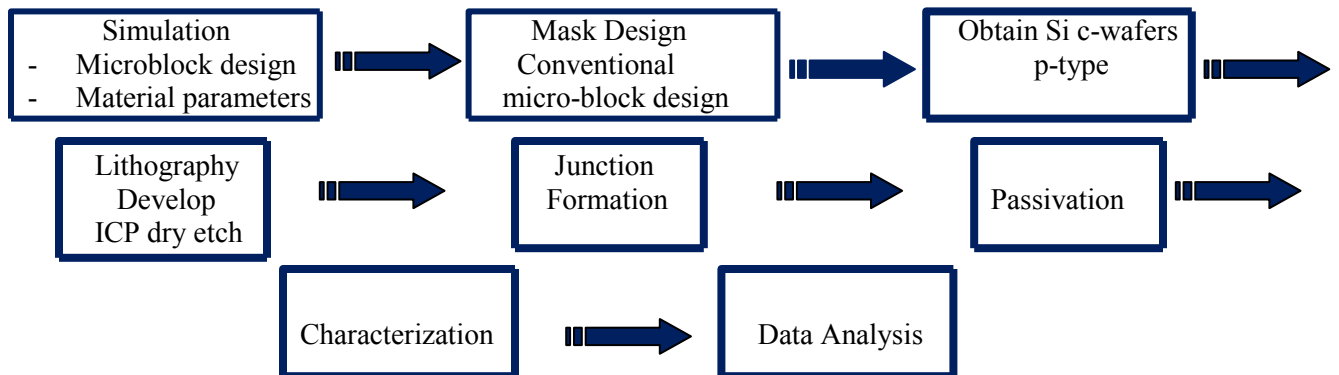 Simulation
- Microblock design
- Material parameters
Mask Design
Conventional
micro-block design
Obtain Si c-wafers
p-type
Lithography
Develop
ICP dry etch
Junction
Formation
Passivation
Characterization
Data Analysis